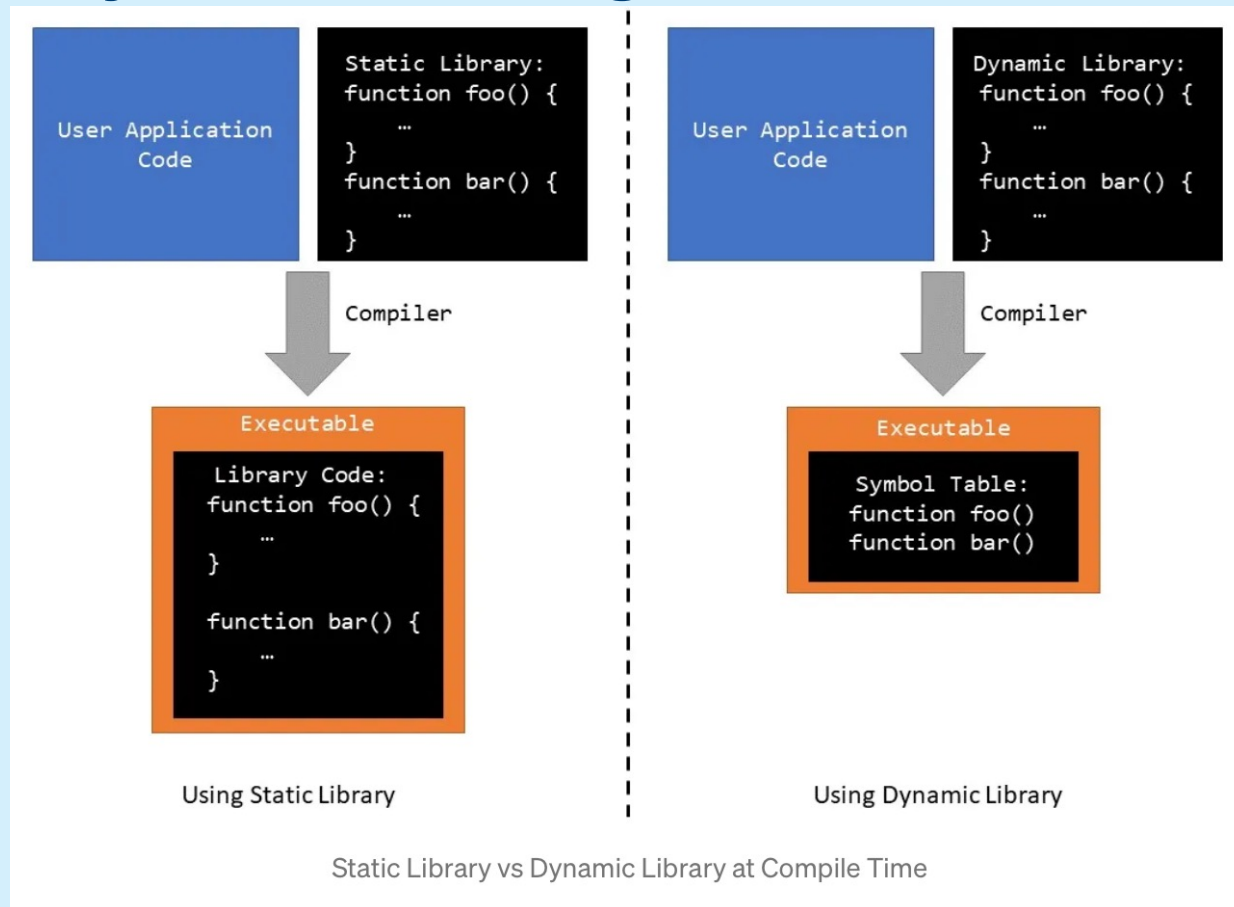 User Application
Code
Static Library:
function foo() {
…
}
function bar() {
…
}
Compiler
Executable
Library Code:
function foo() {
…
}
function bar() {
…
}
Using Static Library
User Application
Code
Dynamic Library:
function foo() {
…
}
function bar() {
…
}
Compiler
Executable
Symbol Table:
function foo()
function bar()
Using Dynamic Library
Static Library vs Dynamic Library at Compile Time